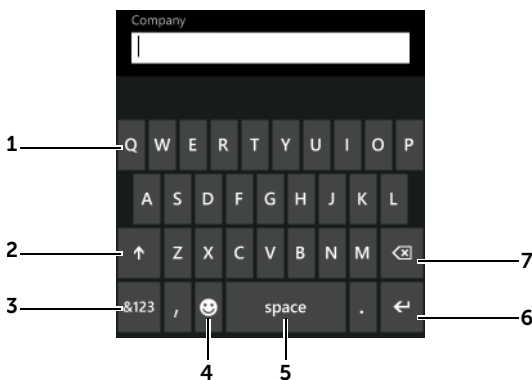 Company
1 Q W E R T Y U I O P
A S D F G H J K L
2 Z X C V B N M 7
3 &123 , space . 6
4 5